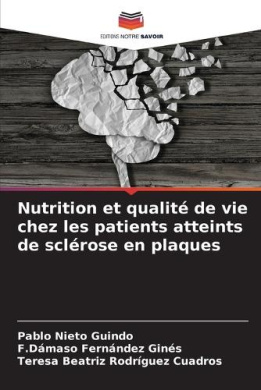 EDITIONS NOTRE SAVOIR
Nutrition et qualité de vie
chez les patients atteints
de sclérose en plaques
Pablo Nieto Guindo
F.Dámaso Fernández Ginés
Teresa Beatriz Rodríguez Cuadros